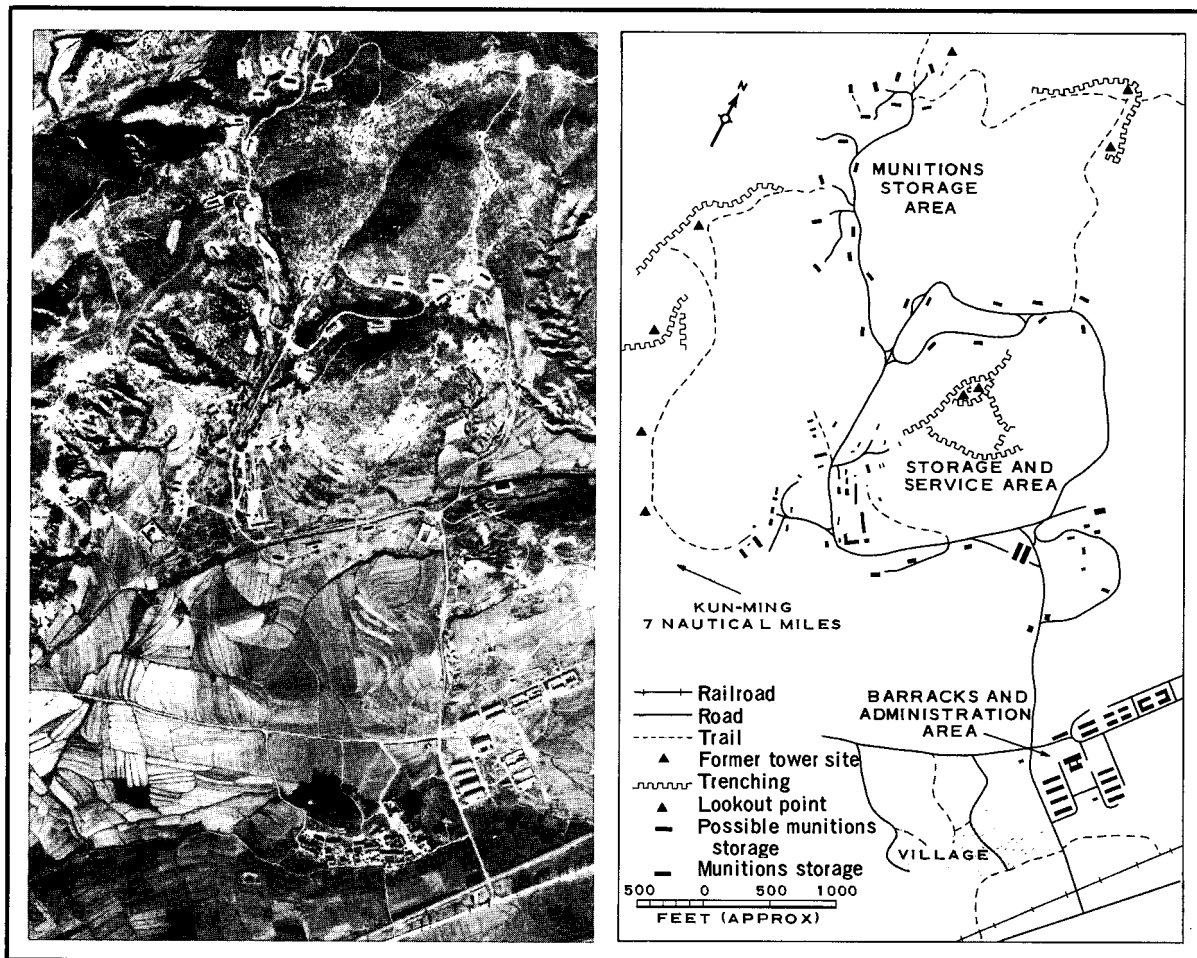 N
MUNITIONS
STORAGE
AREA
STORAGE AND
SERVICE AREA
KUN-MING
7 NAUTICAL MILES
BARRACKS AND
ADMINISTRATION
AREA
Railroad
Road
Trail
Former tower site
Trenching
Lookout point
Possible munitions
storage
Munitions storage
VILLAGE
500 0 500 1000
FEET (APPROX)